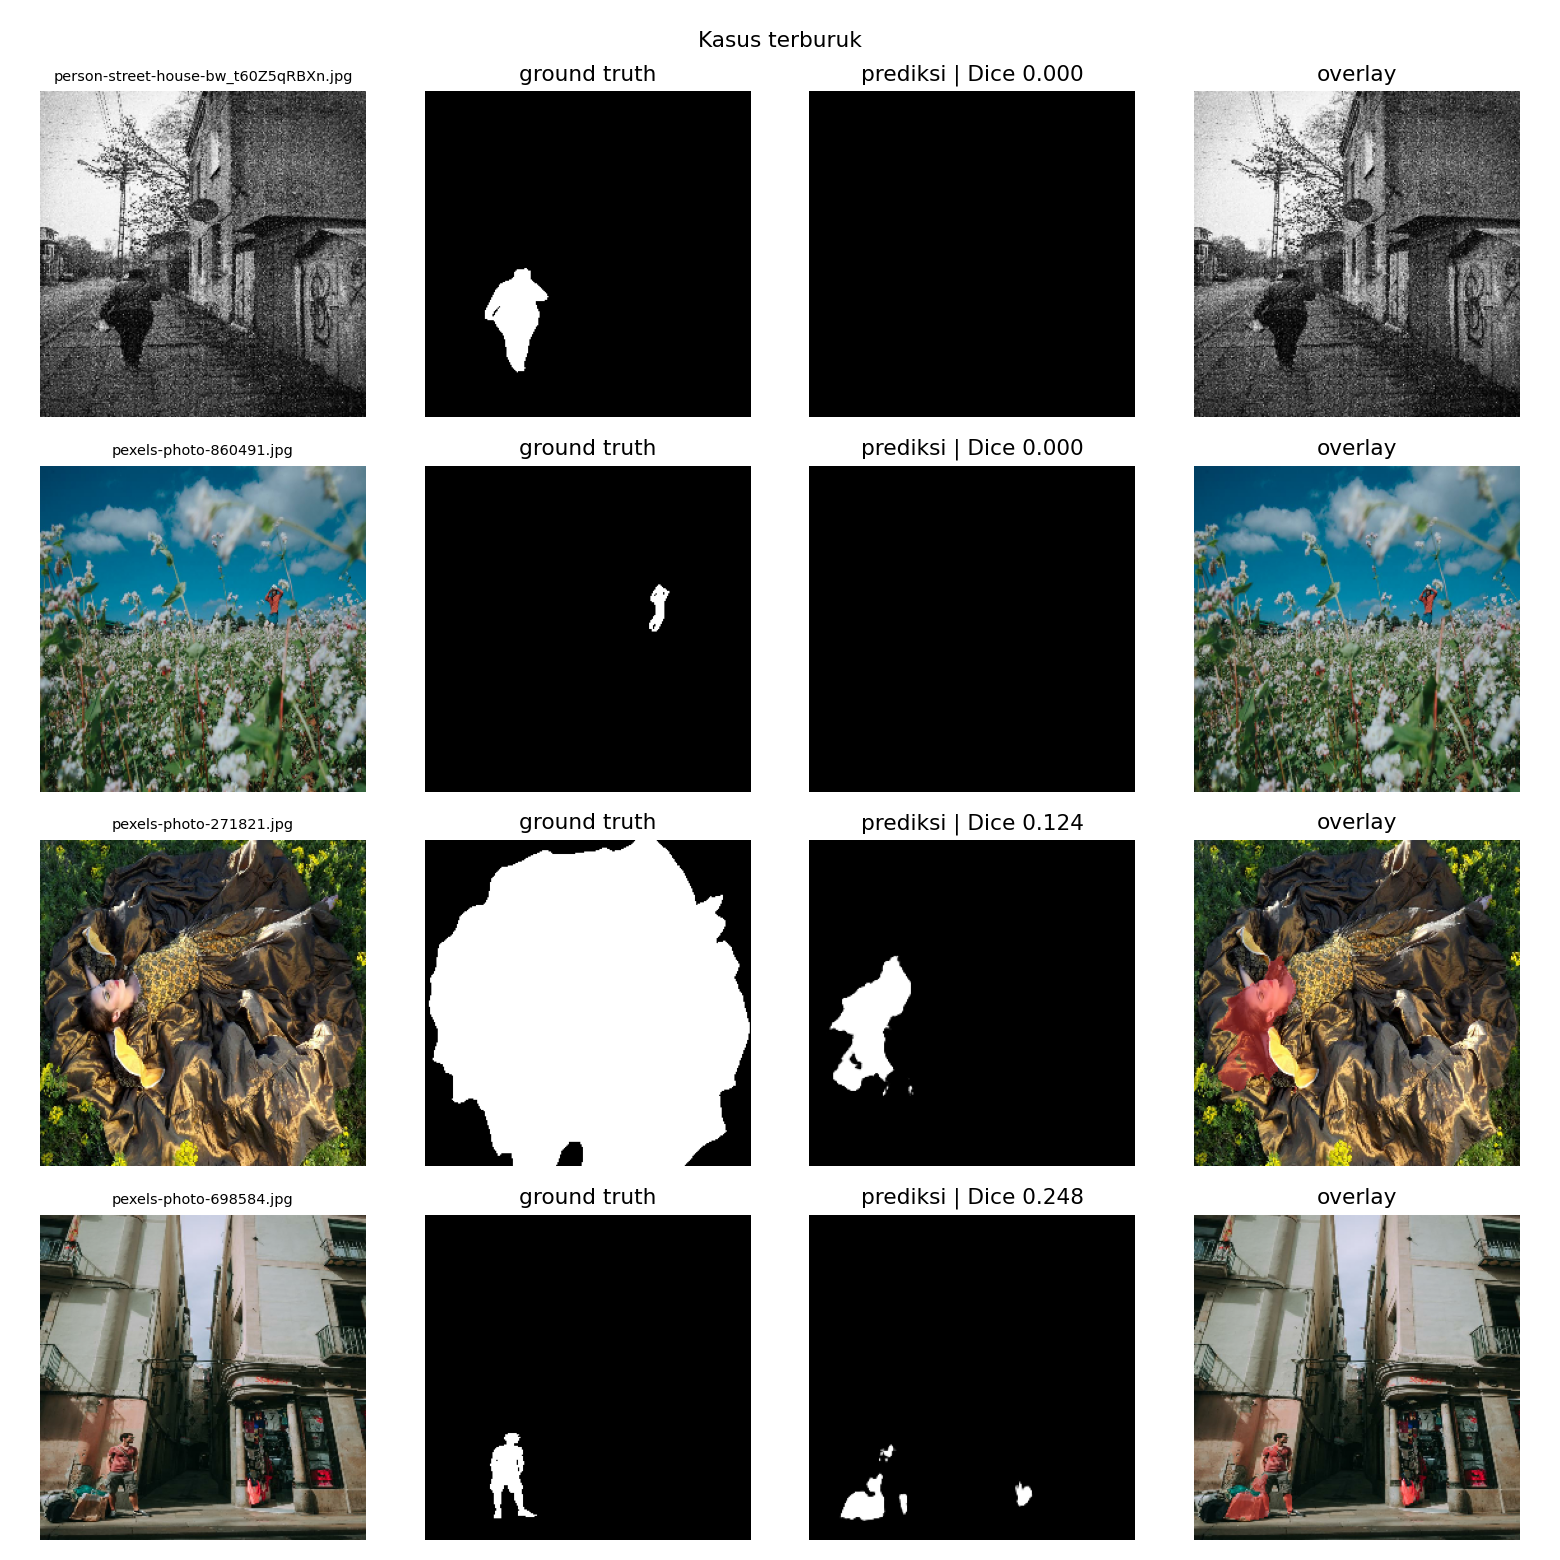 Kasus terburuk
person-street-house-bw_t60Z5qRBXn.jpg
ground truth
prediksi | Dice 0.000
overlay
pexels-photo-860491.jpg
ground truth
prediksi | Dice 0.000
overlay
pexels-photo-271821.jpg
ground truth
prediksi | Dice 0.124
overlay
pexels-photo-698584.jpg
ground truth
prediksi | Dice 0.248
overlay